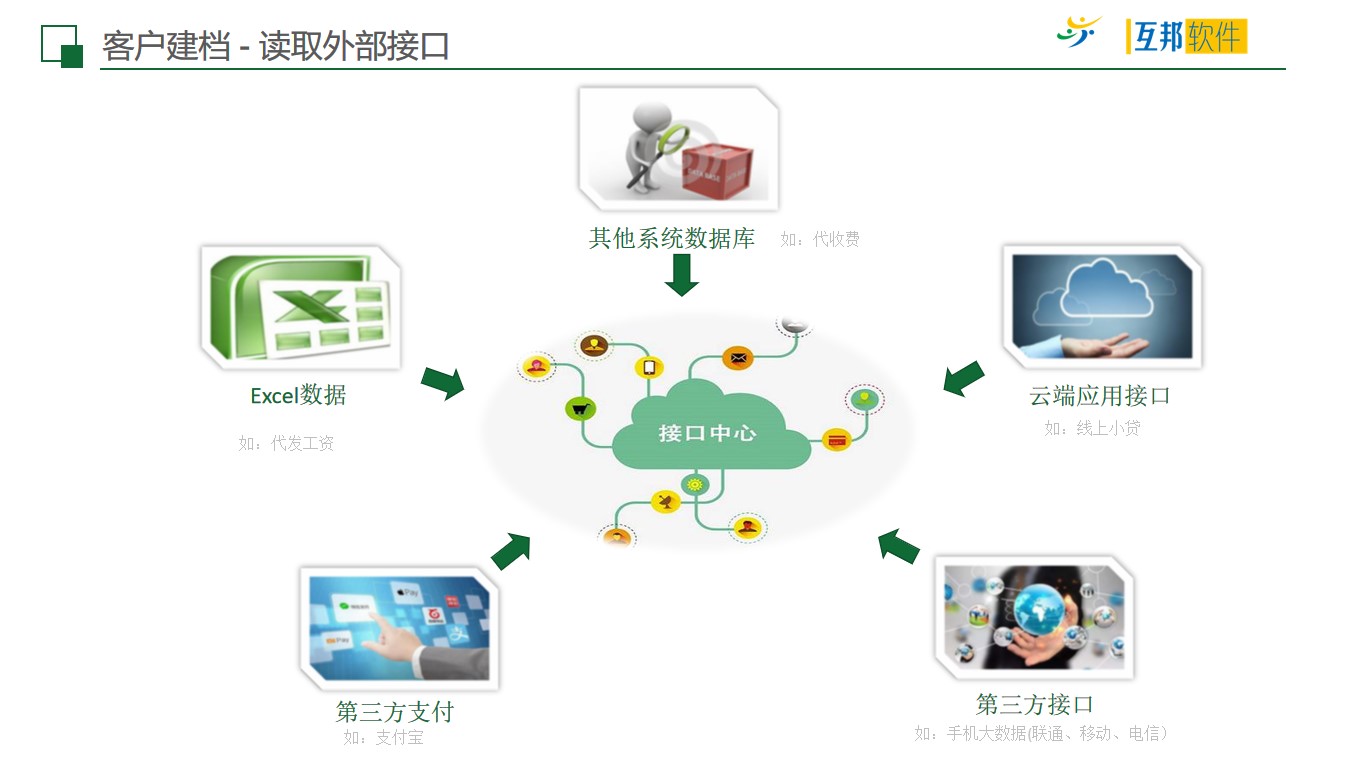 客户建档 - 读取外部接口
互邦软件
DATA BASE
其他系统数据库
如：代收费
Excel数据
如：代发工资
云端应用接口
如：线上小贷
接口中心
Pay
Pay
第三方支付
如：支付宝
第三方接口
如：手机大数据(联通、移动、电信）